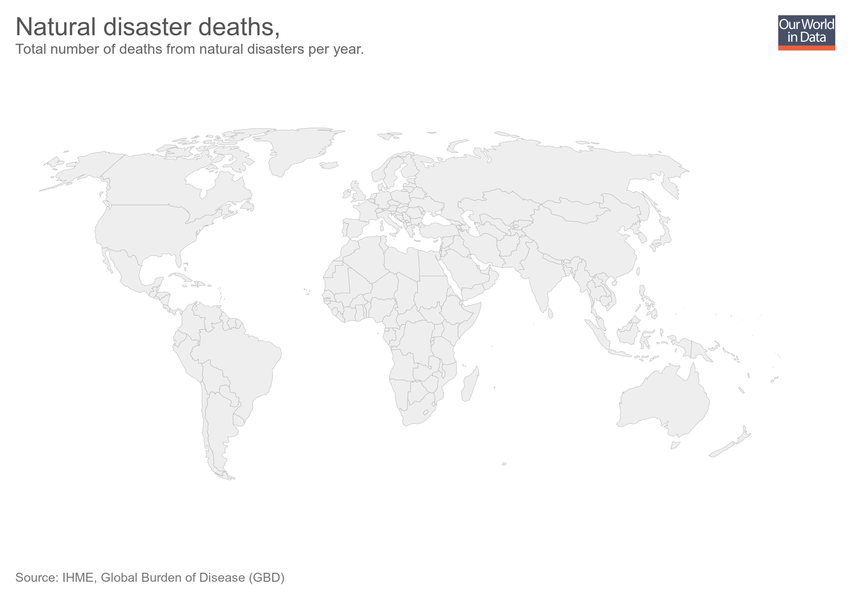 Natural disaster deaths,
Total number of deaths from natural disasters per year.
Our World
in Data
Source: IHME, Global Burden of Disease (GBD)